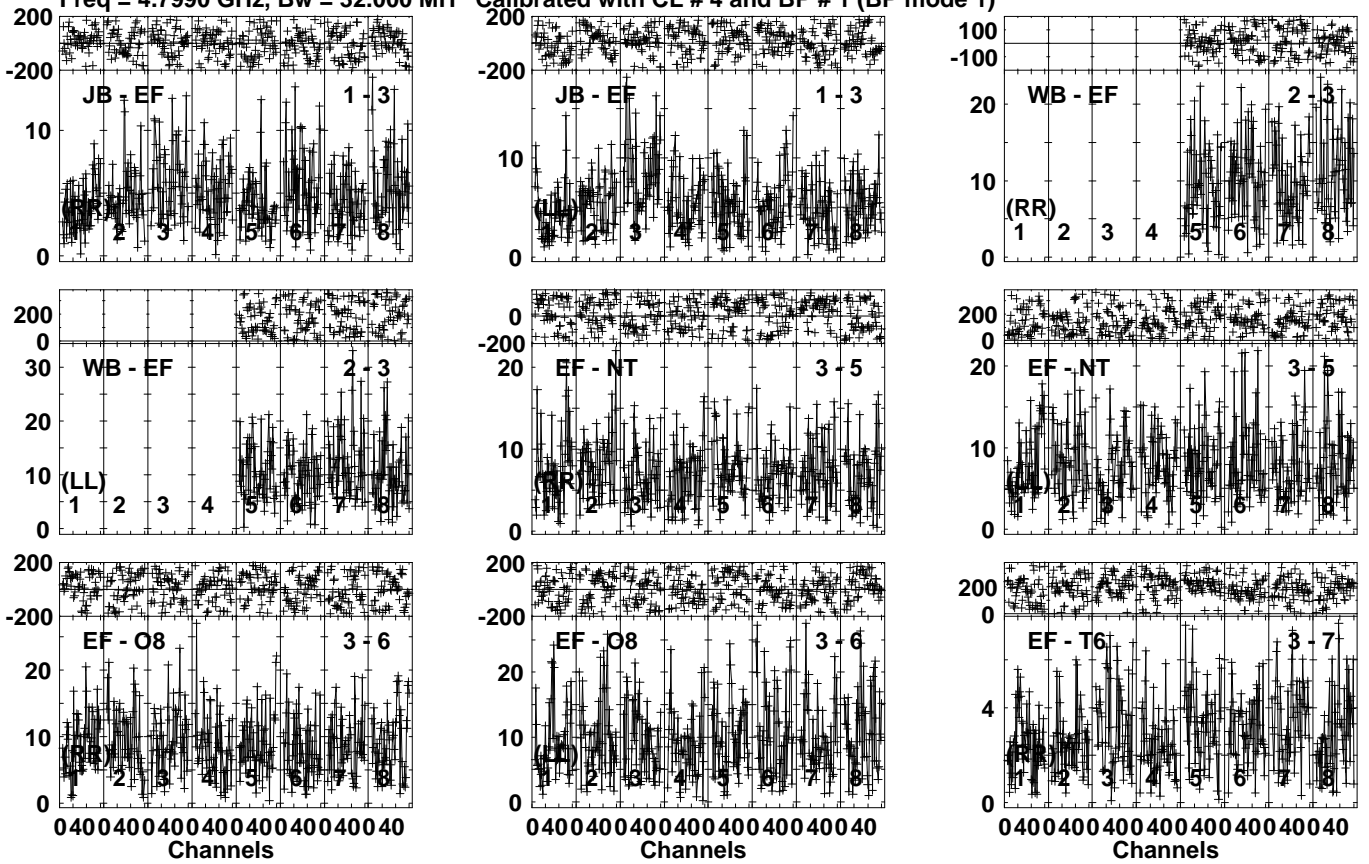 Freq = 4.7990 GHz, Bw = 32.000 MH Calibrated with CL # 4 and BP # 1 (BP mode 1)
200 200 100
-200 -200 -100
JB - EF 1 - 3 JB - EF 1 - 3 WB - EF 2 - 3
20
10 10 10
(RR) (LL) (RR)
1 2 3 4 5 6 7 8 1 2 3 4 5 6 7 8 1 2 3 4 5 6 7 8
0 0 0
200 0 200
0 -200 0
30 20 20
WB - EF 2 - 3 EF - NT 3 - 5 EF - NT 3 - 5
20
10 10 10
(LL) (RR) (LL)
1 2 3 4 5 6 7 8 1 2 3 4 5 6 7 8 1 2 3 4 5 6 7 8
0 0 0
200 200 200
-200 -200 0
EF - O8 3 - 6 EF - O8 3 - 6 EF - T6 3 - 7
20 20
10 10 4
(RR) (LL) (RR)
1 2 3 4 5 6 7 8 1 2 3 4 5 6 7 8 1 2 3 4 5 6 7 8
0 0 0
0 40 0 40 0 40 0 40 0 40 0 40 0 40 0 40 0 40 0 40 0 40 0 40 0 40 0 40 0 40 0 40 0 40 0 40 0 40 0 40 0 40 0 40 0 40 0 40
Channels Channels Channels